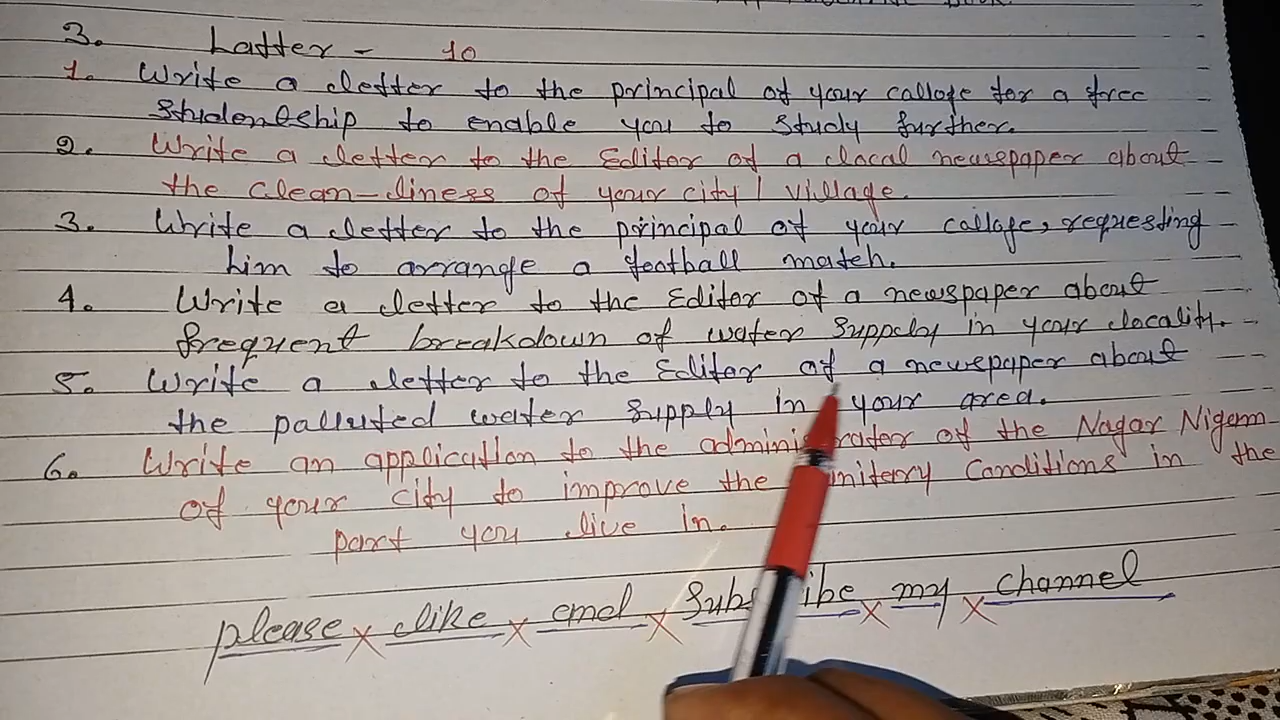 3. Latter - 10
1. Write a letter to the principal of your callage for a free
studentship to enable you to study further.
2. Write a letter to the Editor of a local newspaper about
the clean-liness of your city / village.
3. Write a letter to the principal of your callage, requesting
him to arrange a football match.
4. Write a letter to the Editor of a newspaper about
frequent breakdown of water supply in your locality.
5. Write a letter to the Editor of a newspaper about
the polluted water supply in your area.
6. Write an application to the of the Nagar Nigam
of your city to improve the conditions in the
part you live in.
please x like x and x Subscribe x my x channel